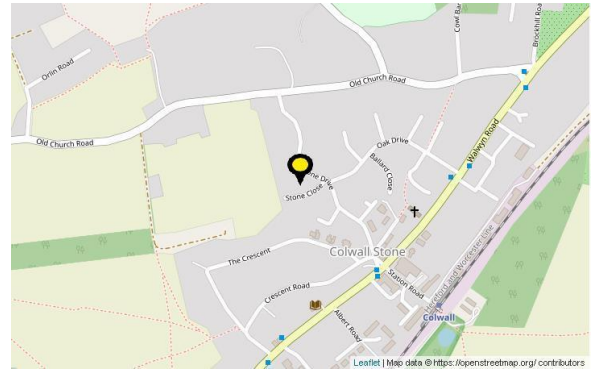 Cowl Bar
Brockhill Road
Orlin Road
Old Church Road
Old Church Road
Walwyn Road
Oak Drive
Ballard Close
ne Drive
Stone Close
Colwall Stone
The Crescent
Hereford and Worcester Line
Station Road
Crescent Road
Colwall
Albert Road
Leaflet | Map data © https://openstreetmap.org/ contributors